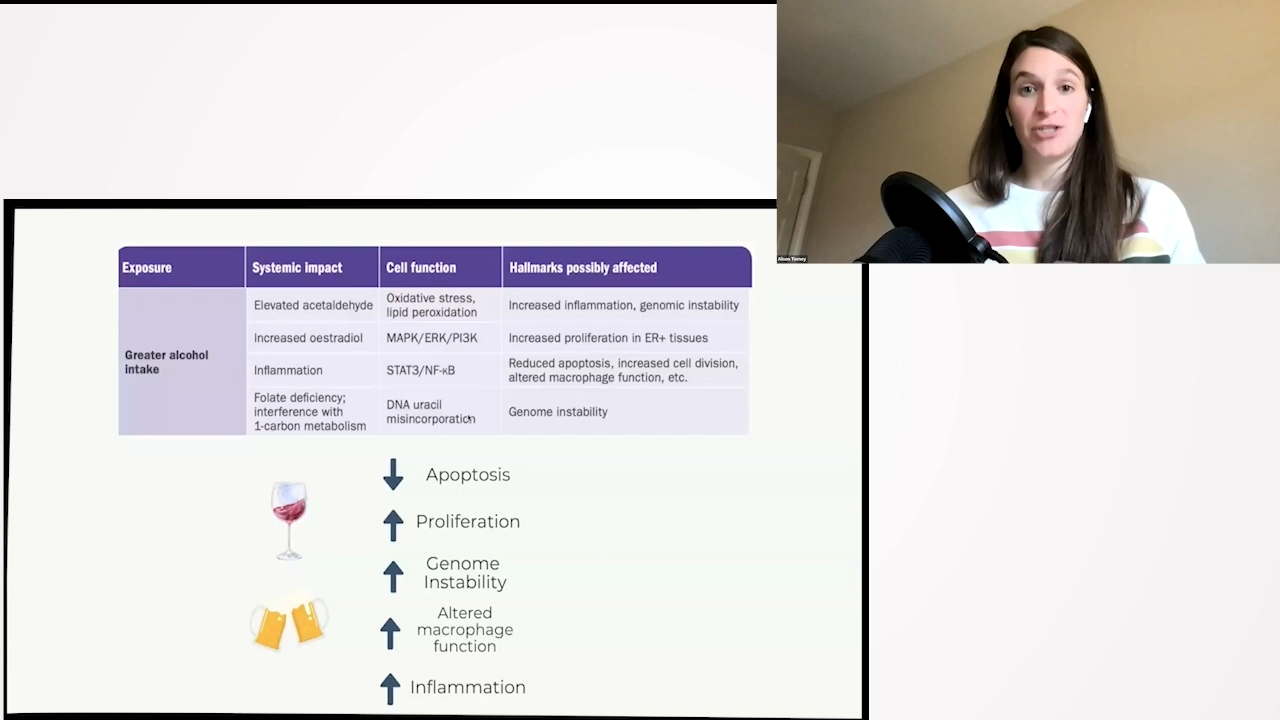 Alison Tierney
Exposure
Systemic impact
Cell function
Hallmarks possibly affected
Greater alcohol
intake
Elevated acetaldehyde
Oxidative stress,
lipid peroxidation
Increased inflammation, genomic instability
Increased oestradiol
MAPK/ERK/PI3K
Increased proliferation in ER+ tissues
Inflammation
STAT3/NF-κB
Reduced apoptosis, increased cell division,
altered macrophage function, etc.
Folate deficiency;
interference with
1-carbon metabolism
DNA uracil
misincorporation
Genome instability
Apoptosis
Proliferation
Genome
Instability
Altered
macrophage
function
Inflammation